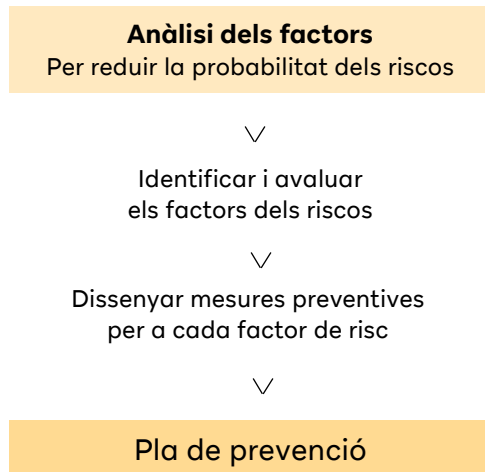 Anàlisi dels factors
Per reduir la probabilitat dels riscos
Identificar i avaluar
els factors dels riscos
Dissenyar mesures preventives
per a cada factor de risc
Pla de prevenció